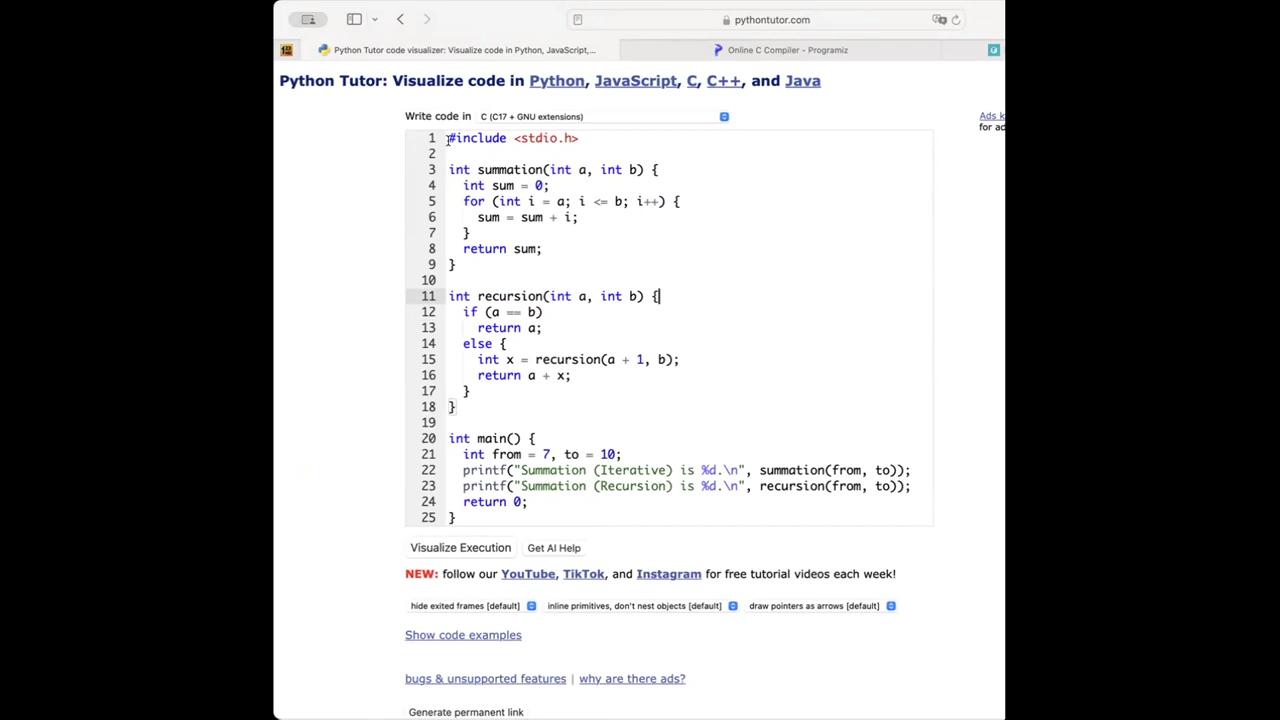 pythontutor.com
Python Tutor code visualizer: Visualize code in Python, JavaScript,...
Online C Compiler - Programiz
Python Tutor: Visualize code in Python, JavaScript, C, C++, and Java
Write code in C (C17 + GNU extensions)
Ads k
for ad
1 #include <stdio.h>
2
3 int summation(int a, int b) {
4   int sum = 0;
5   for (int i = a; i <= b; i++) {
6     sum = sum + i;
7   }
8   return sum;
9 }
10
11 int recursion(int a, int b) {
12   if (a == b)
13     return a;
14   else {
15     int x = recursion(a + 1, b);
16     return a + x;
17   }
18 }
19
20 int main() {
21   int from = 7, to = 10;
22   printf("Summation (Iterative) is %d.\n", summation(from, to));
23   printf("Summation (Recursion) is %d.\n", recursion(from, to));
24   return 0;
25 }
Visualize Execution Get AI Help
NEW: follow our YouTube, TikTok, and Instagram for free tutorial videos each week!
hide exited frames [default] inline primitives, don't nest objects [default] draw pointers as arrows [default]
Show code examples
bugs & unsupported features | why are there ads?
Generate permanent link